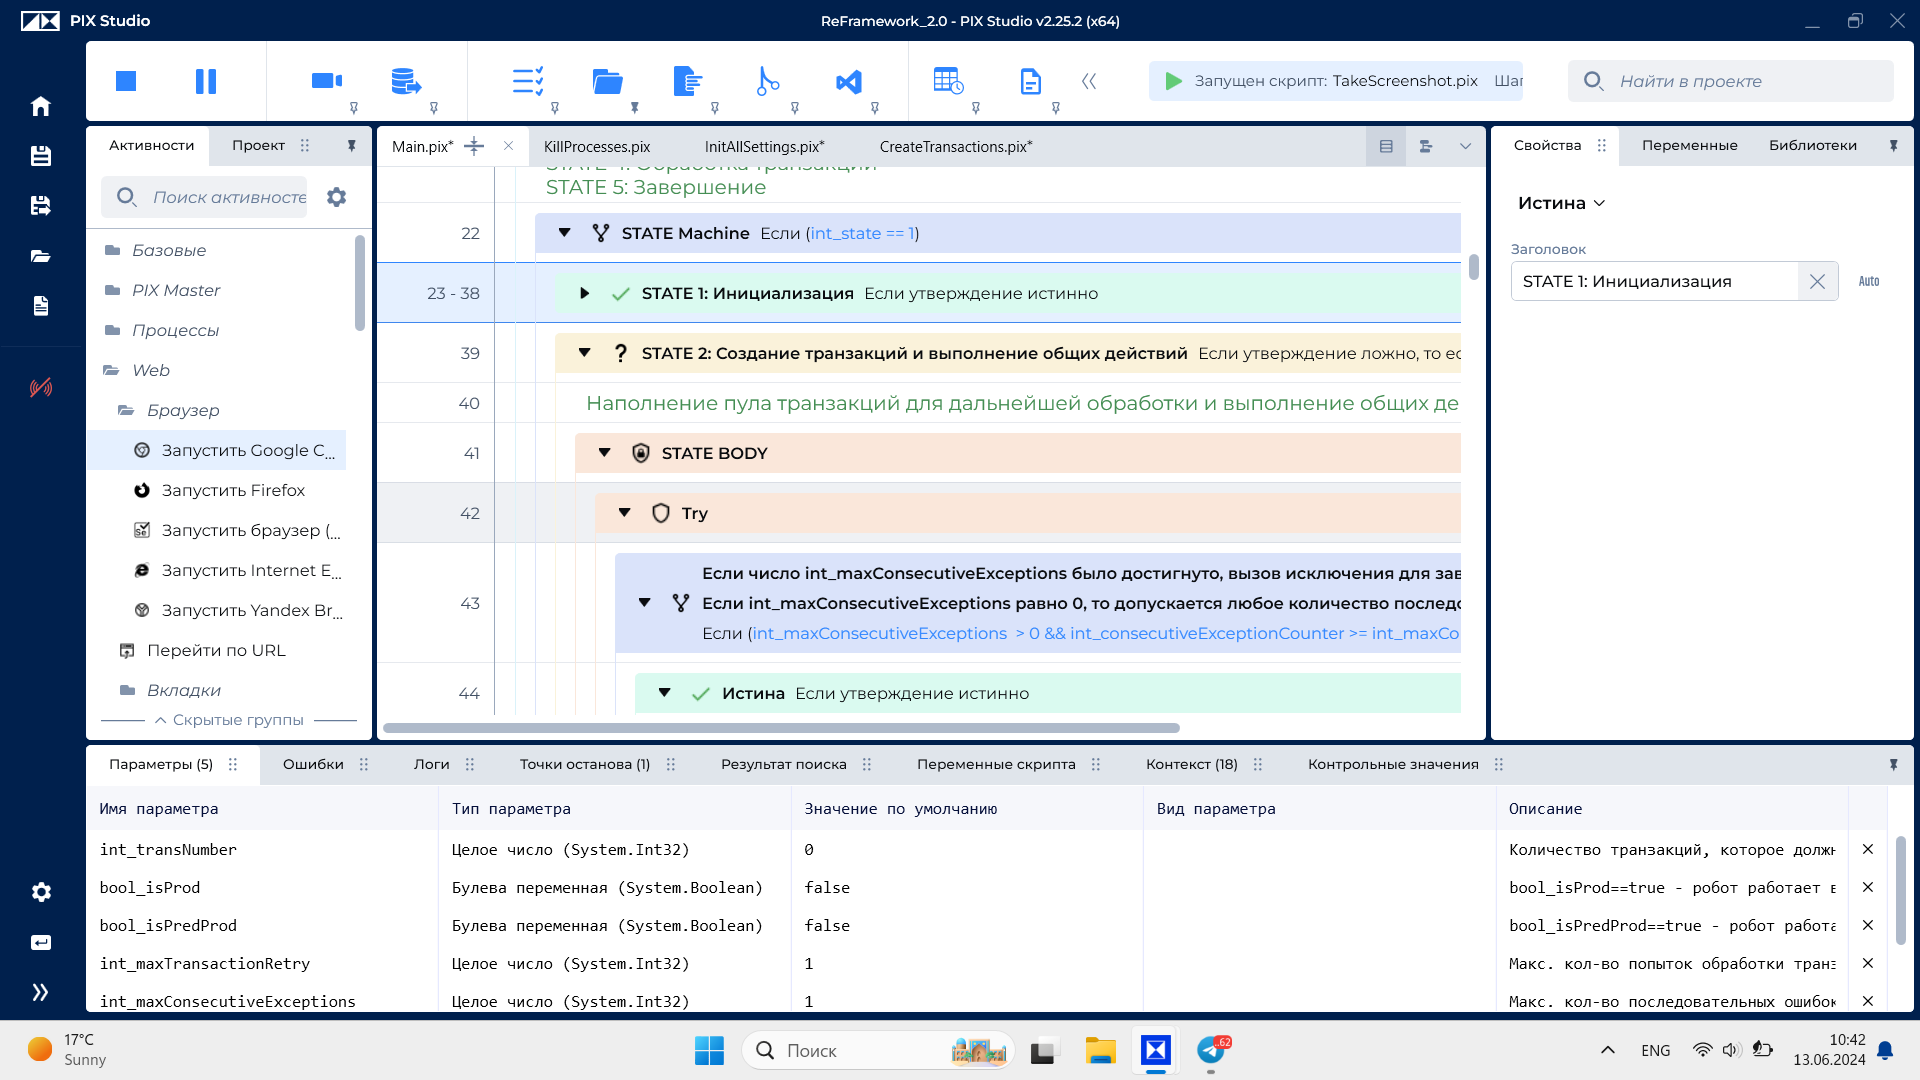 PIX Studio
ReFramework_2.0 - PIX Studio v2.25.2 (x64)
Запущен скрипт: TakeScreenshot.pix
Найти в проекте
Активности
Проект
Main.pix*
KillProcesses.pix
InitAllSettings.pix*
CreateTransactions.pix*
Свойства
Переменные
Библиотеки
Поиск активносте
Базовые
PIX Master
Процессы
Web
Браузер
Запустить Google C...
Запустить Firefox
Запустить браузер (...
Запустить Internet E...
Запустить Yandex Br...
Перейти по URL
Вкладки
Скрытые группы
STATE 5: Завершение
22 STATE Machine Если (int_state == 1)
23 - 38 STATE 1: Инициализация Если утверждение истинно
39 STATE 2: Создание транзакций и выполнение общих действий Если утверждение ложно, то ес
40 Наполнение пула транзакций для дальнейшей обработки и выполнение общих де
41 STATE BODY
42 Try
Если число int_maxConsecutiveExceptions было достигнуто, вызов исключения для зав
43 Если int_maxConsecutiveExceptions равно 0, то допускается любое количество последо
Если (int_maxConsecutiveExceptions > 0 && int_consecutiveExceptionCounter >= int_maxCo
44 Истина Если утверждение истинно
Истина
Заголовок
STATE 1: Инициализация
Auto
Параметры (5)
Ошибки
Логи
Точки останова (1)
Результат поиска
Переменные скрипта
Контекст (18)
Контрольные значения
Имя параметра Тип параметра Значение по умолчанию Вид параметра Описание
int_transNumber Целое число (System.Int32) 0 Количество транзакций, которое должн
bool_isProd Булева переменная (System.Boolean) false bool_isProd==true - робот работает в
bool_isPredProd Булева переменная (System.Boolean) false bool_isPredProd==true - робот работа
int_maxTransactionRetry Целое число (System.Int32) 1 Макс. кол-во попыток обработки транз
int_maxConsecutiveExceptions Целое число (System.Int32) 1 Макс. кол-во последовательных ошибок
17°C
Sunny
Поиск
62
ENG
10:42
13.06.2024